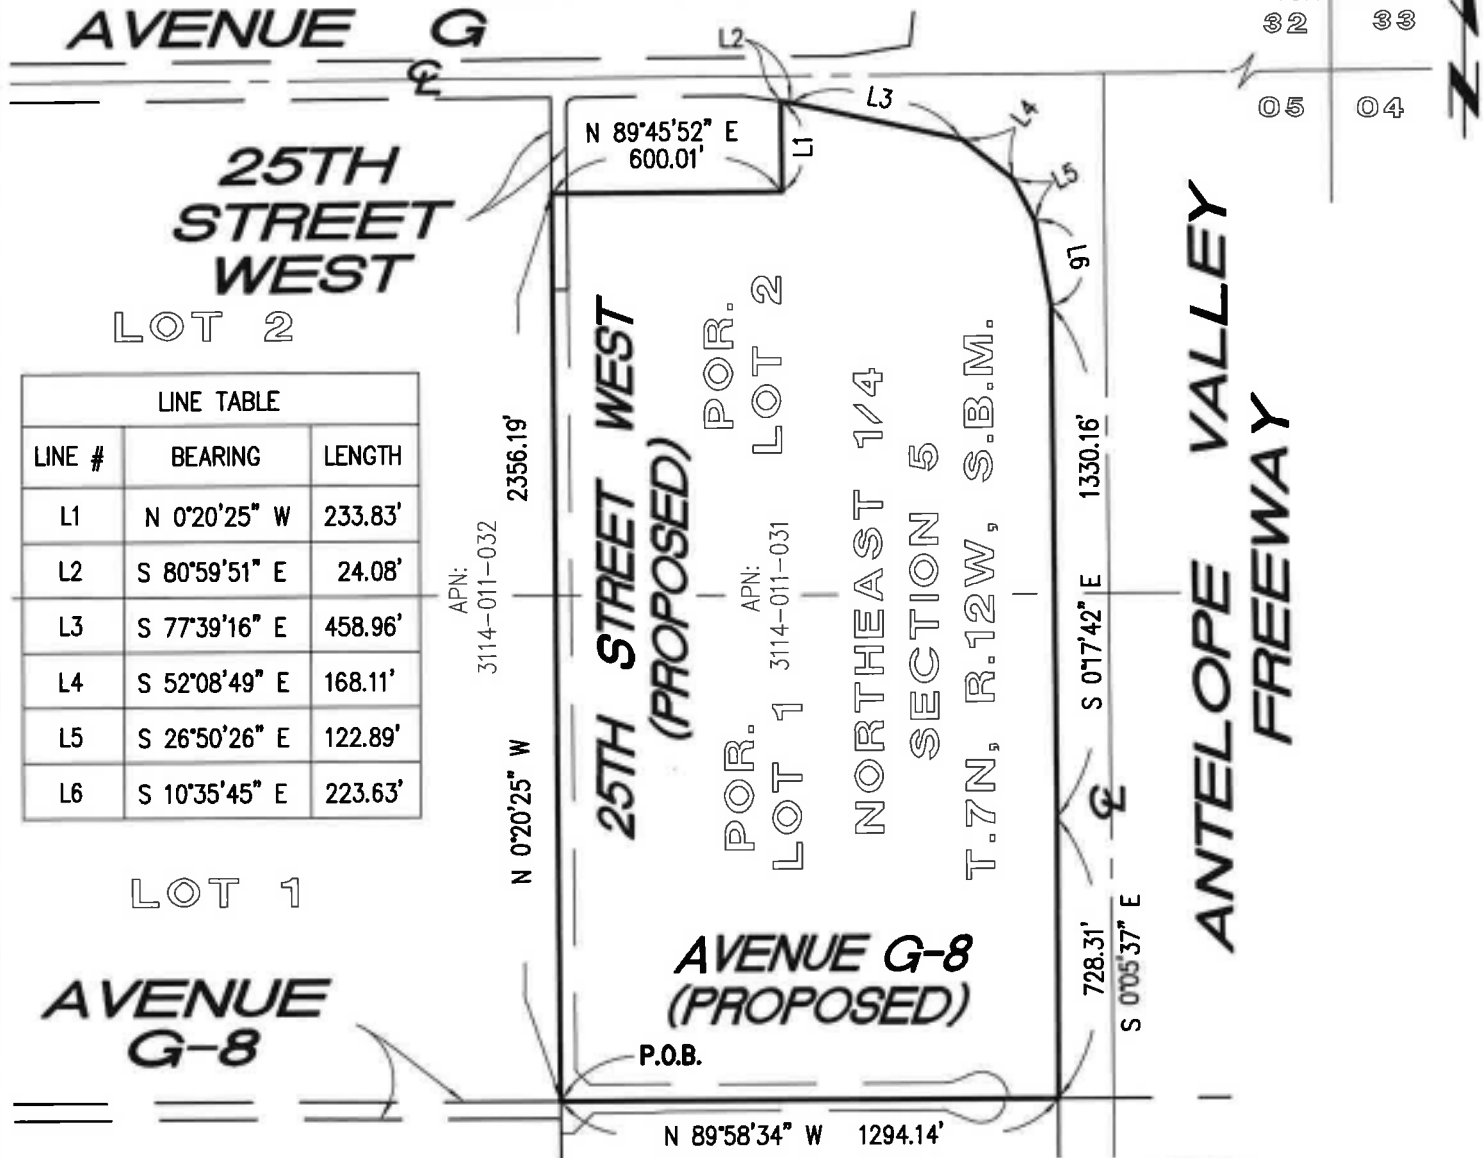 AVENUE G
℄
L2
L3
L4
L5
L6
L1
N 89°45'52" E
600.01'
32 33
05 04
25TH
STREET
WEST
LOT 2
LINE TABLE
LINE # BEARING LENGTH
L1 N 0°20'25" W 233.83'
L2 S 80°59'51" E 24.08'
L3 S 77°39'16" E 458.96'
L4 S 52°08'49" E 168.11'
L5 S 26°50'26" E 122.89'
L6 S 10°35'45" E 223.63'
LOT 1
AVENUE
G-8
2356.19'
N 0°20'25" W
APN:
3114-011-032
25TH STREET WEST
(PROPOSED)
POR.
LOT 2
POR.
LOT 1
APN:
3114-011-031
NORTHEAST 1/4
SECTION 5
T.7N, R.12W, S.B.M.
1330.16'
S 0°17'42" E
℄
728.31'
S 0°05'37" E
ANTELOPE VALLEY
FREEWAY
AVENUE G-8
(PROPOSED)
P.O.B.
N 89°58'34" W 1294.14'